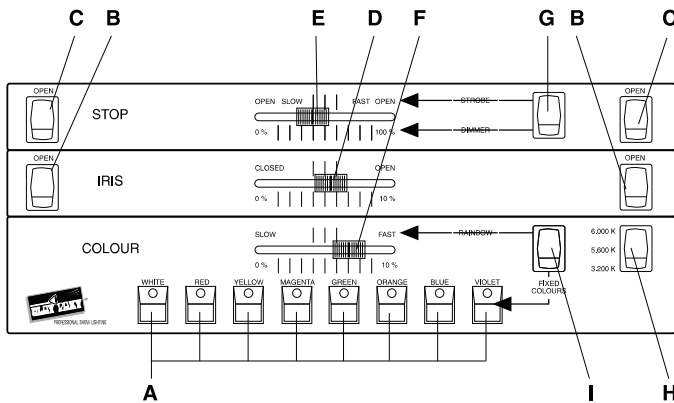 C B E D F G B C
OPEN OPEN
STOP OPEN SLOW FAST OPEN STROBE
0 % 100 % DIMMER
OPEN CLOSED OPEN OPEN
IRIS
0 % 10 %
SLOW FAST RAINBOW 6.000 K
COLOUR 5,600 K
0 % 10 % 3.200 K
WHITE RED YELLOW MAGENTA GREEN ORANGE BLUE VIOLET FIXED
COLOURS
CLAY PAKY
PROFESSIONAL SHOW LIGHTING
A I H